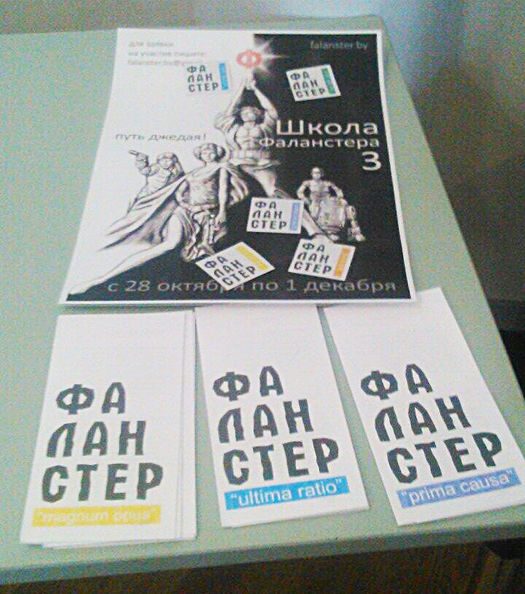 для заявки
на участие пишите:
falanster.by@g
falanster.by
Ф
ФА
ЛАН
СТЕР
ФА
ЛАН
СТЕР
путь джедая!
Школа
Фаланстера
3
ФА
ЛАН
СТЕР
ФА
ЛАН
СТЕР
ФА
ЛАН
СТЕР
с 28 октября по 1 декабря
ФА
ЛАН
СТЕР
"magnum opus"
ФА
ЛАН
СТЕР
"ultima ratio"
ФА
ЛАН
СТЕР
"prima causa"